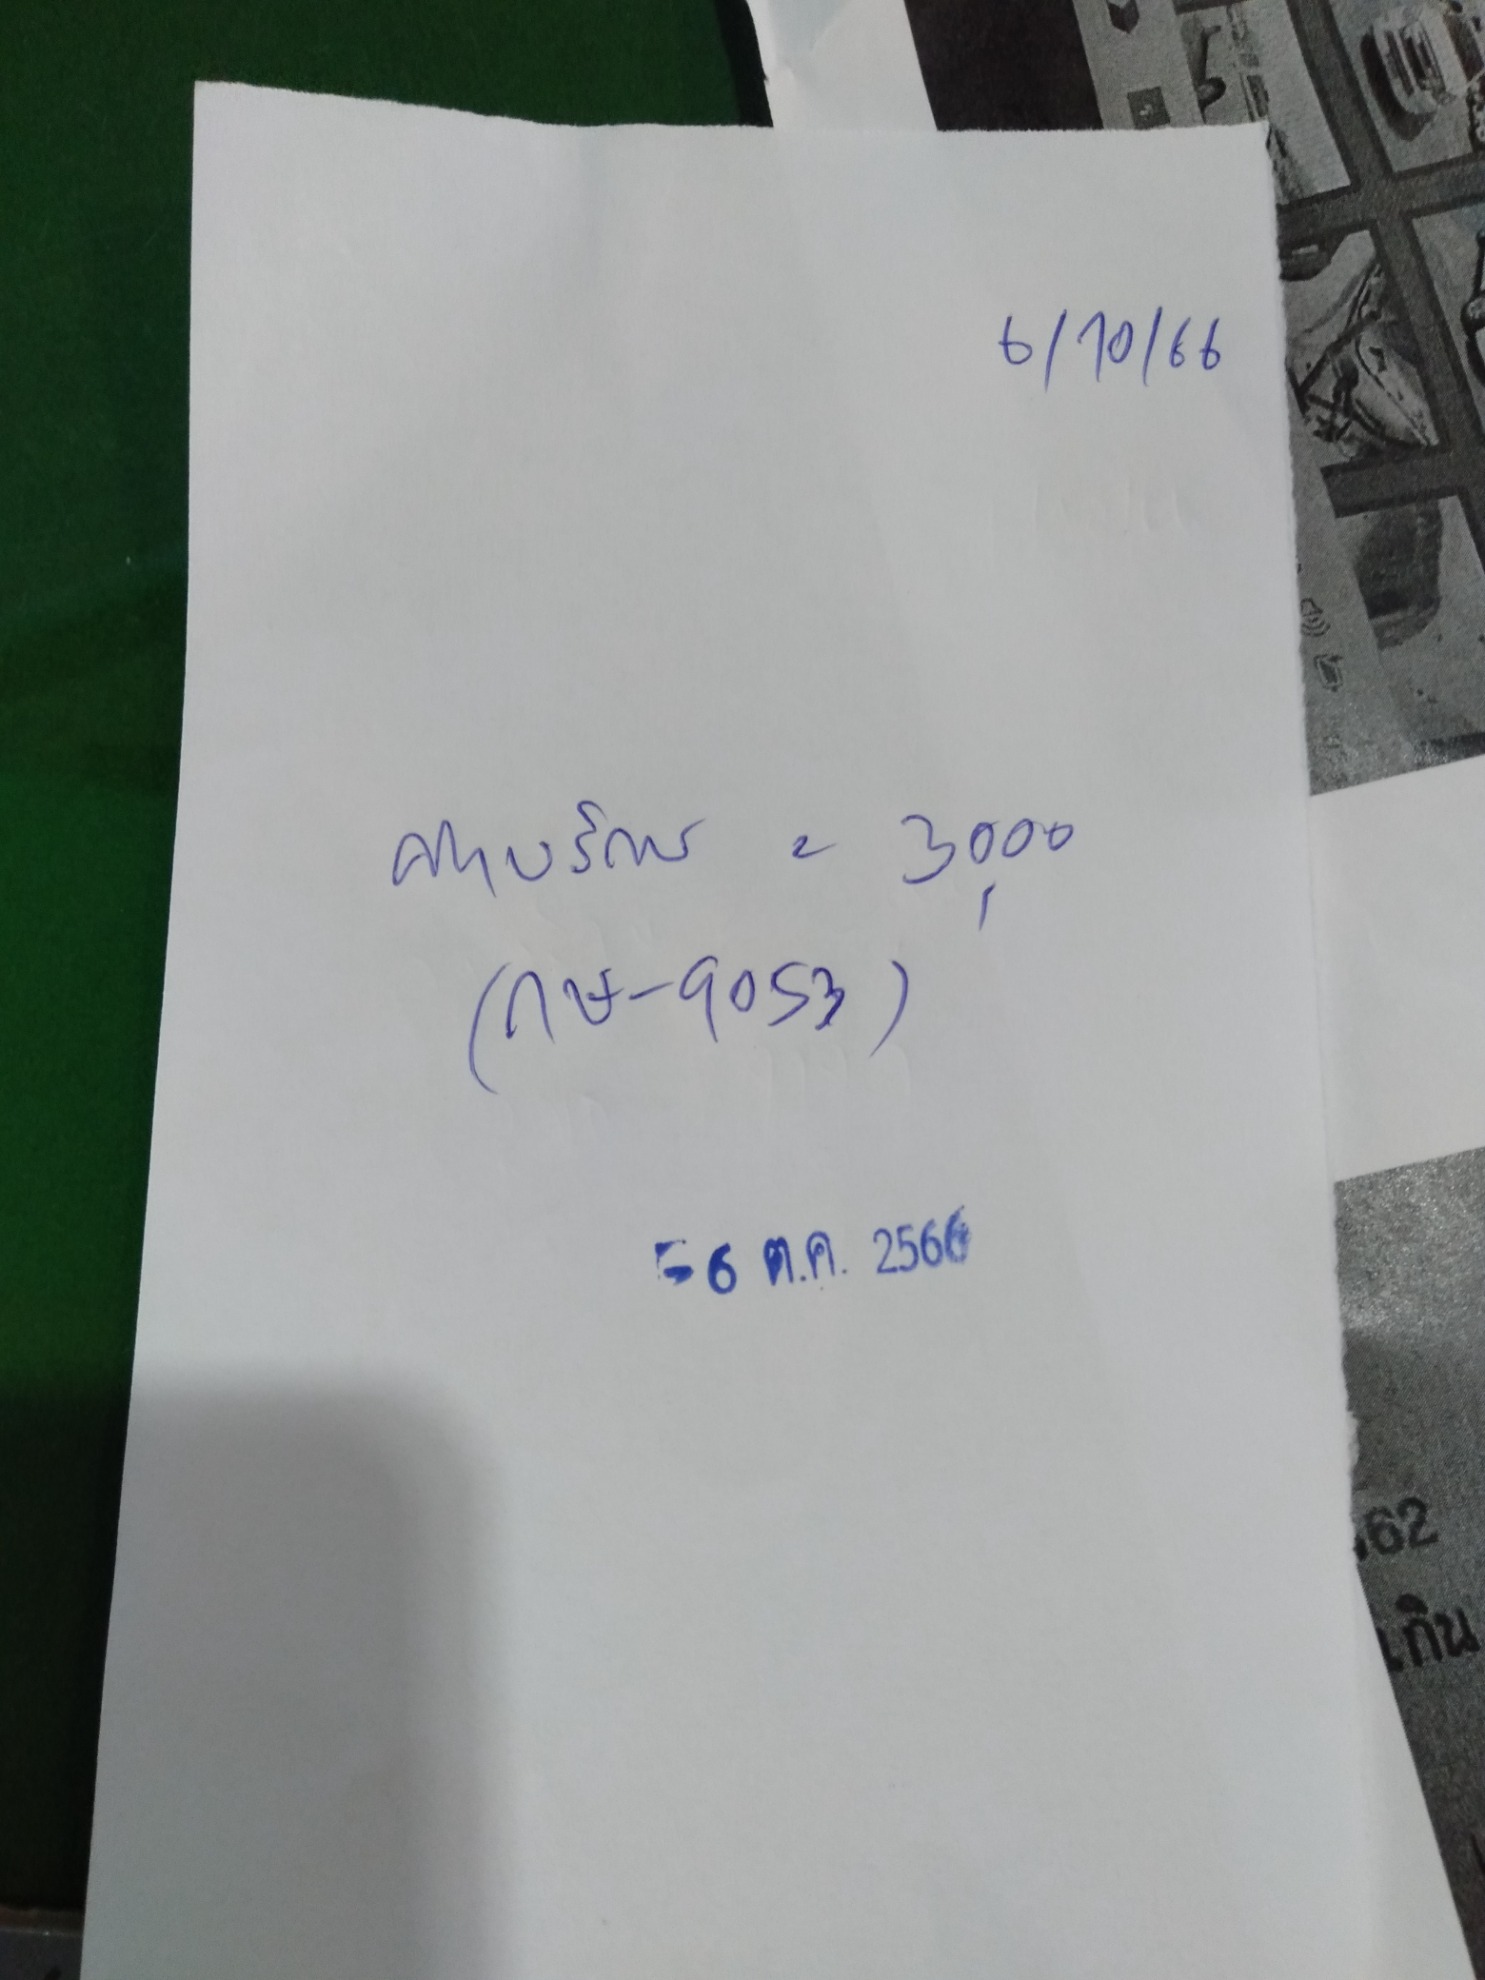 6/10/66
ค่าบริการ = 3,000
(กษ-9053)
-6 ต.ค. 2566
62
เกิน